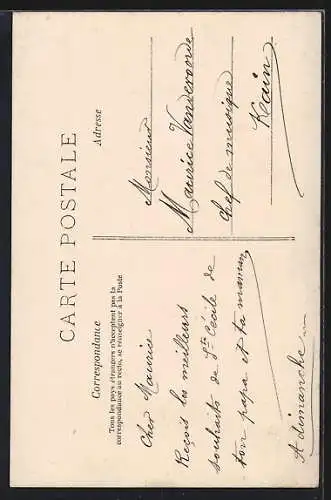 CARTE POSTALE
Correspondance
Tous les pays étrangers n'acceptent pas la
correspondance au recto, se renseigner à la Poste
Adresse
Cher Maurice
Reçois les meilleurs
souhaits de Ste Cécile de
ton papa et ta maman
A dimanche
Monsieur
Maurice Vandevoorde
chef de musique
Kain